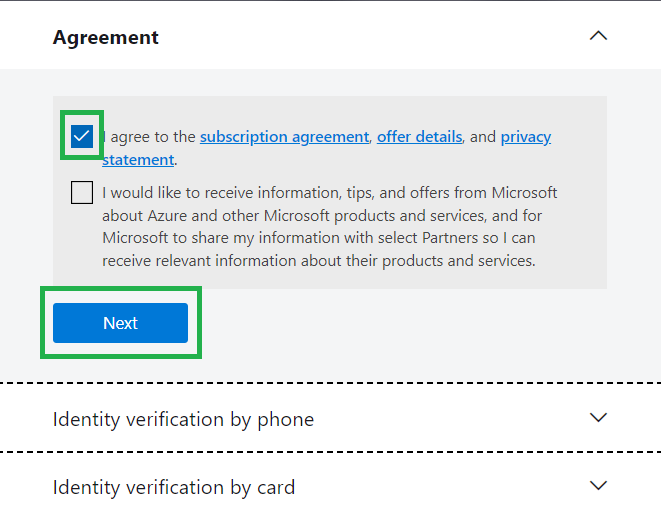 Agreement
I agree to the subscription agreement, offer details, and privacy
statement.
I would like to receive information, tips, and offers from Microsoft
about Azure and other Microsoft products and services, and for
Microsoft to share my information with select Partners so I can
receive relevant information about their products and services.
Next
Identity verification by phone
Identity verification by card